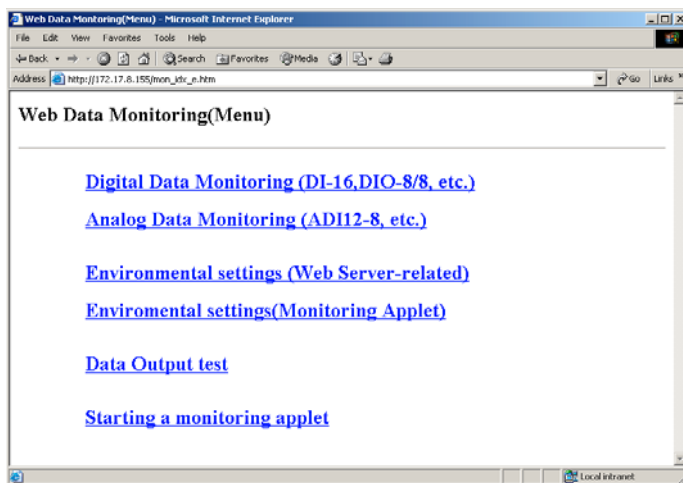 Web Data Montoring(Menu) - Microsoft Internet Explorer
File Edit View Favorites Tools Help
Back Search Favorites Media
Address http://172.17.8.155/mon_idx_e.htm Go Links »
Web Data Monitoring(Menu)
Digital Data Monitoring (DI-16,DIO-8/8, etc.)
Analog Data Monitoring (ADI12-8, etc.)
Environmental settings (Web Server-related)
Enviromental settings(Monitoring Applet)
Data Output test
Starting a monitoring applet
Local intranet